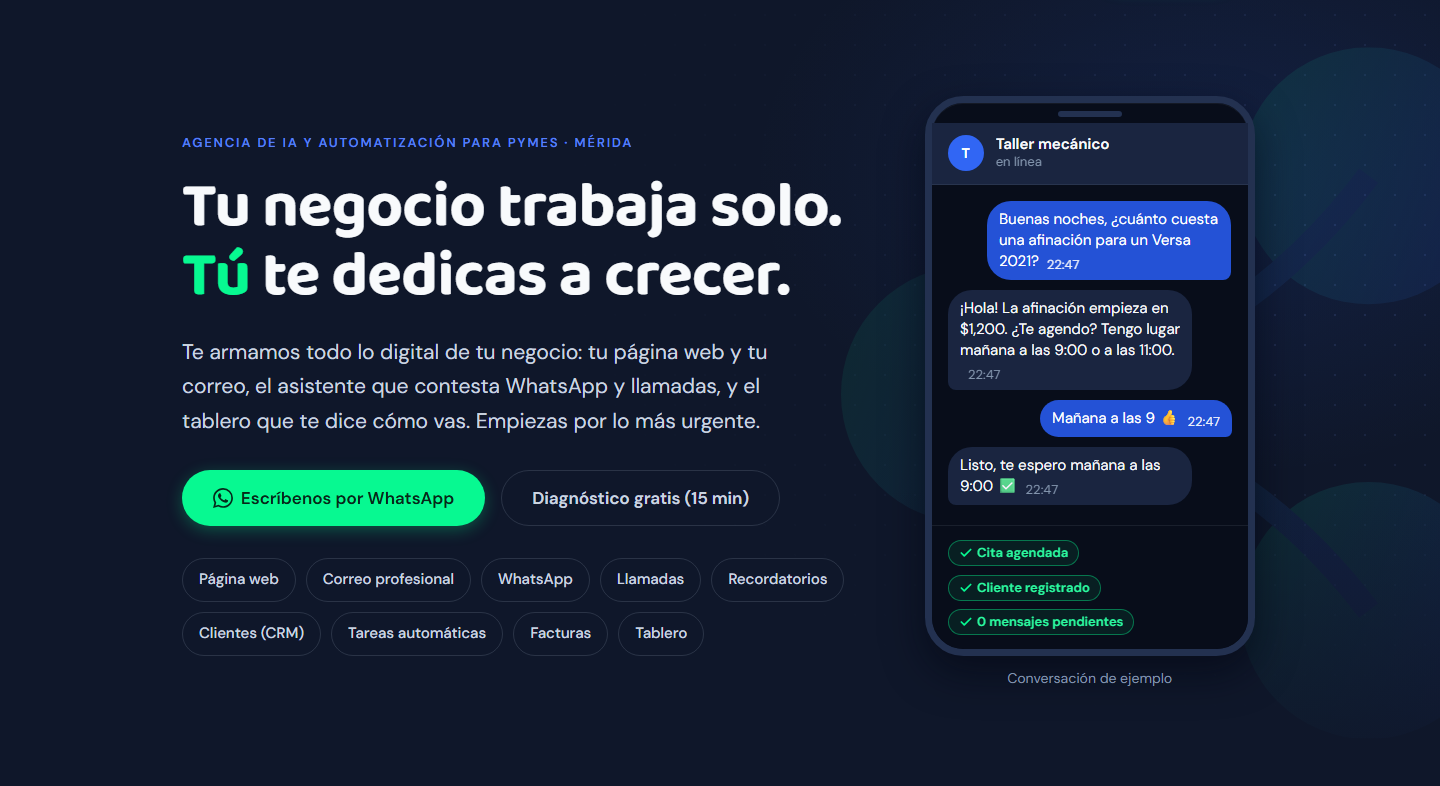 AGENCIA DE IA Y AUTOMATIZACIÓN PARA PYMES · MÉRIDA
Tu negocio trabaja solo.
Tú te dedicas a crecer.
Te armamos todo lo digital de tu negocio: tu página web y tu
correo, el asistente que contesta WhatsApp y llamadas, y el
tablero que te dice cómo vas. Empiezas por lo más urgente.
Escríbenos por WhatsApp
Diagnóstico gratis (15 min)
Página web
Correo profesional
WhatsApp
Llamadas
Recordatorios
Clientes (CRM)
Tareas automáticas
Facturas
Tablero
T
Taller mecánico
en línea
Buenas noches, ¿cuánto cuesta
una afinación para un Versa
2021? 22:47
¡Hola! La afinación empieza en
$1,200. ¿Te agendo? Tengo lugar
mañana a las 9:00 o a las 11:00.
22:47
Mañana a las 9 👍 22:47
Listo, te espero mañana a las
9:00 ✅ 22:47
✓ Cita agendada
✓ Cliente registrado
✓ 0 mensajes pendientes
Conversación de ejemplo